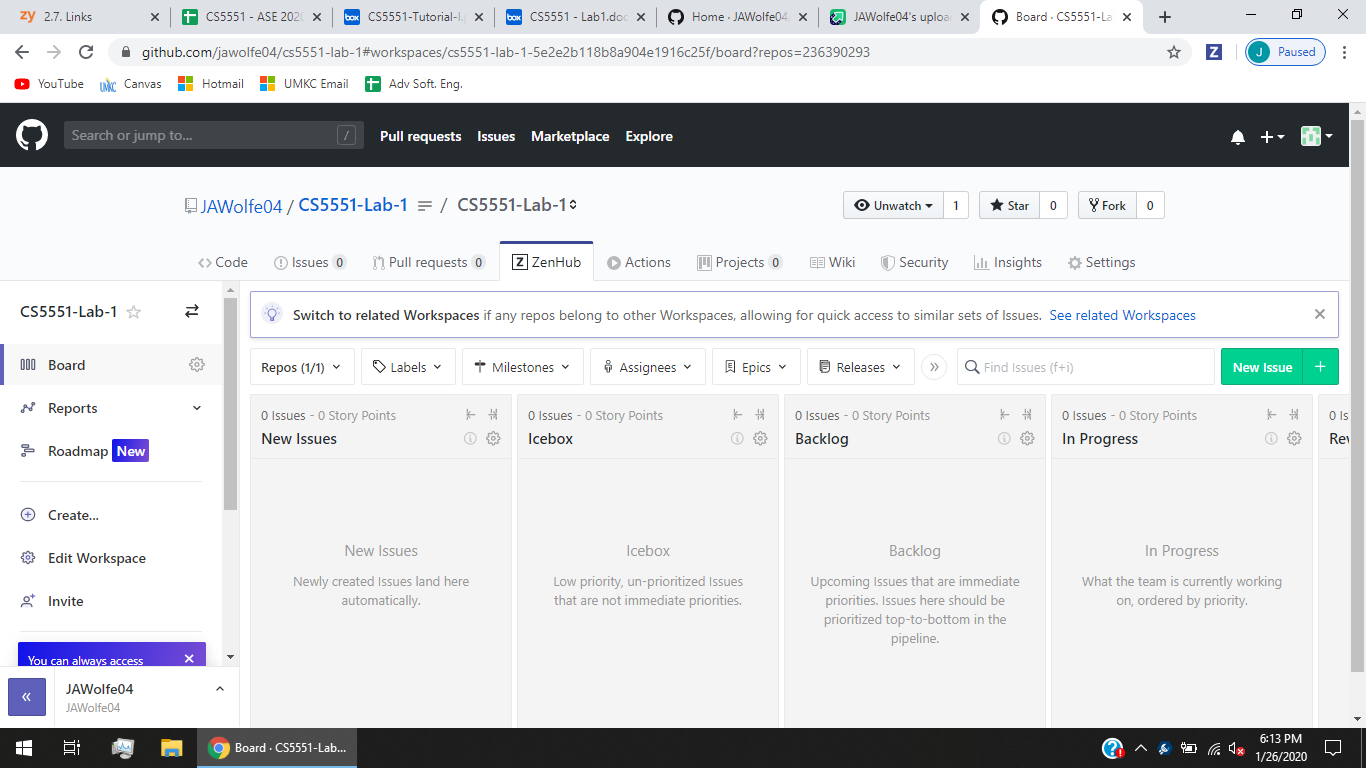 2.7. Links
CS5551 - ASE 2020
CS5551-Tutorial-I.p
CS5551 - Lab1.doc
Home · JAWolfe04
JAWolfe04's upload
Board · CS5551-La
github.com/jawolfe04/cs5551-lab-1#workspaces/cs5551-lab-1-5e2e2b118b8a904e1916c25f/board?repos=236390293
Z
J Paused
YouTube
UMKC
Canvas
Hotmail
UMKC Email
Adv Soft. Eng.
Search or jump to... /
Pull requests Issues Marketplace Explore
JAWolfe04 / CS5551-Lab-1 / CS5551-Lab-1
Unwatch 1
Star 0
Fork 0
Code
Issues 0
Pull requests 0
Z ZenHub
Actions
Projects 0
Wiki
Security
Insights
Settings
CS5551-Lab-1
Board
Reports
Roadmap New
Create...
Edit Workspace
Invite
You can always access
JAWolfe04
JAWolfe04
Switch to related Workspaces if any repos belong to other Workspaces, allowing for quick access to similar sets of Issues. See related Workspaces
Repos (1/1)
Labels
Milestones
Assignees
Epics
Releases
Find Issues (f+i)
New Issue
0 Issues - 0 Story Points
New Issues
New Issues
Newly created Issues land here
automatically.
0 Issues - 0 Story Points
Icebox
Icebox
Low priority, un-prioritized Issues
that are not immediate priorities.
0 Issues - 0 Story Points
Backlog
Backlog
Upcoming Issues that are immediate
priorities. Issues here should be
prioritized top-to-bottom in the
pipeline.
0 Issues - 0 Story Points
In Progress
In Progress
What the team is currently working
on, ordered by priority.
0 Is
Rev
Board · CS5551-Lab...
6:13 PM
1/26/2020